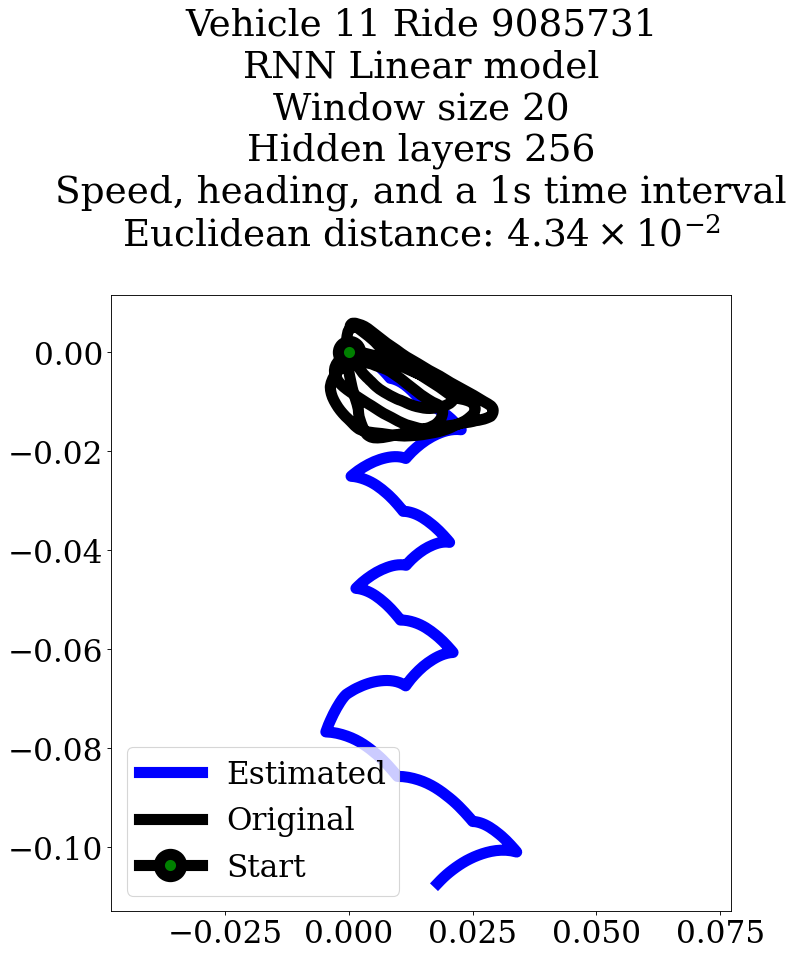 Vehicle 11 Ride 9085731
RNN Linear model
Window size 20
Hidden layers 256
Speed, heading, and a 1s time interval
Euclidean distance: 4.34 × 10⁻²
0.00
−0.02
−0.04
−0.06
−0.08
−0.10
Estimated
Original
Start
−0.025 0.000 0.025 0.050 0.075